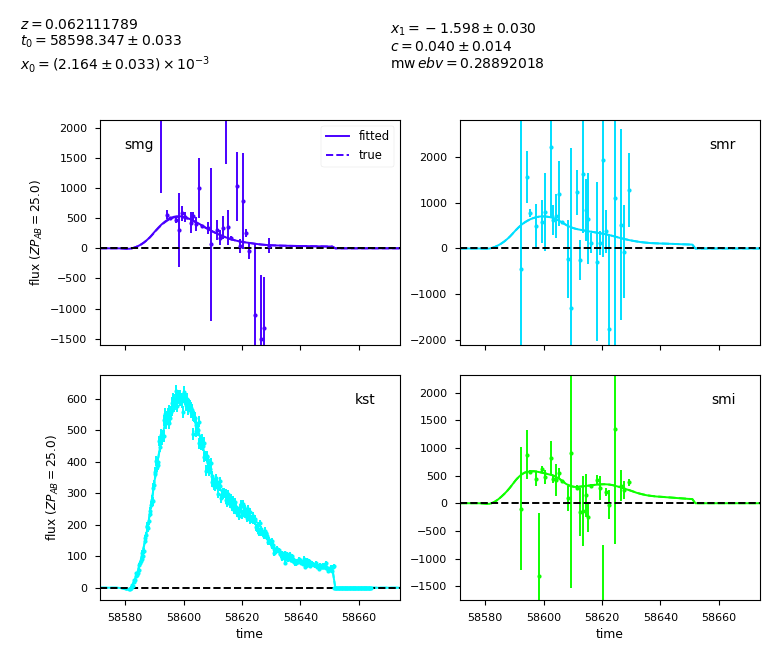 z = 0.062111789
t₀ = 58598.347 ± 0.033
x₀ = (2.164 ± 0.033) × 10⁻³
x₁ = −1.598 ± 0.030
c = 0.040 ± 0.014
mw ebv = 0.28892018
smg
fitted
true
2000
1500
1000
500
0
−500
−1000
−1500
flux (ZP_AB = 25.0)
smr
2000
1000
0
−1000
−2000
kst
600
500
400
300
200
100
0
flux (ZP_AB = 25.0)
58580 58600 58620 58640 58660
time
smi
2000
1500
1000
500
0
−500
−1000
−1500
58580 58600 58620 58640 58660
time